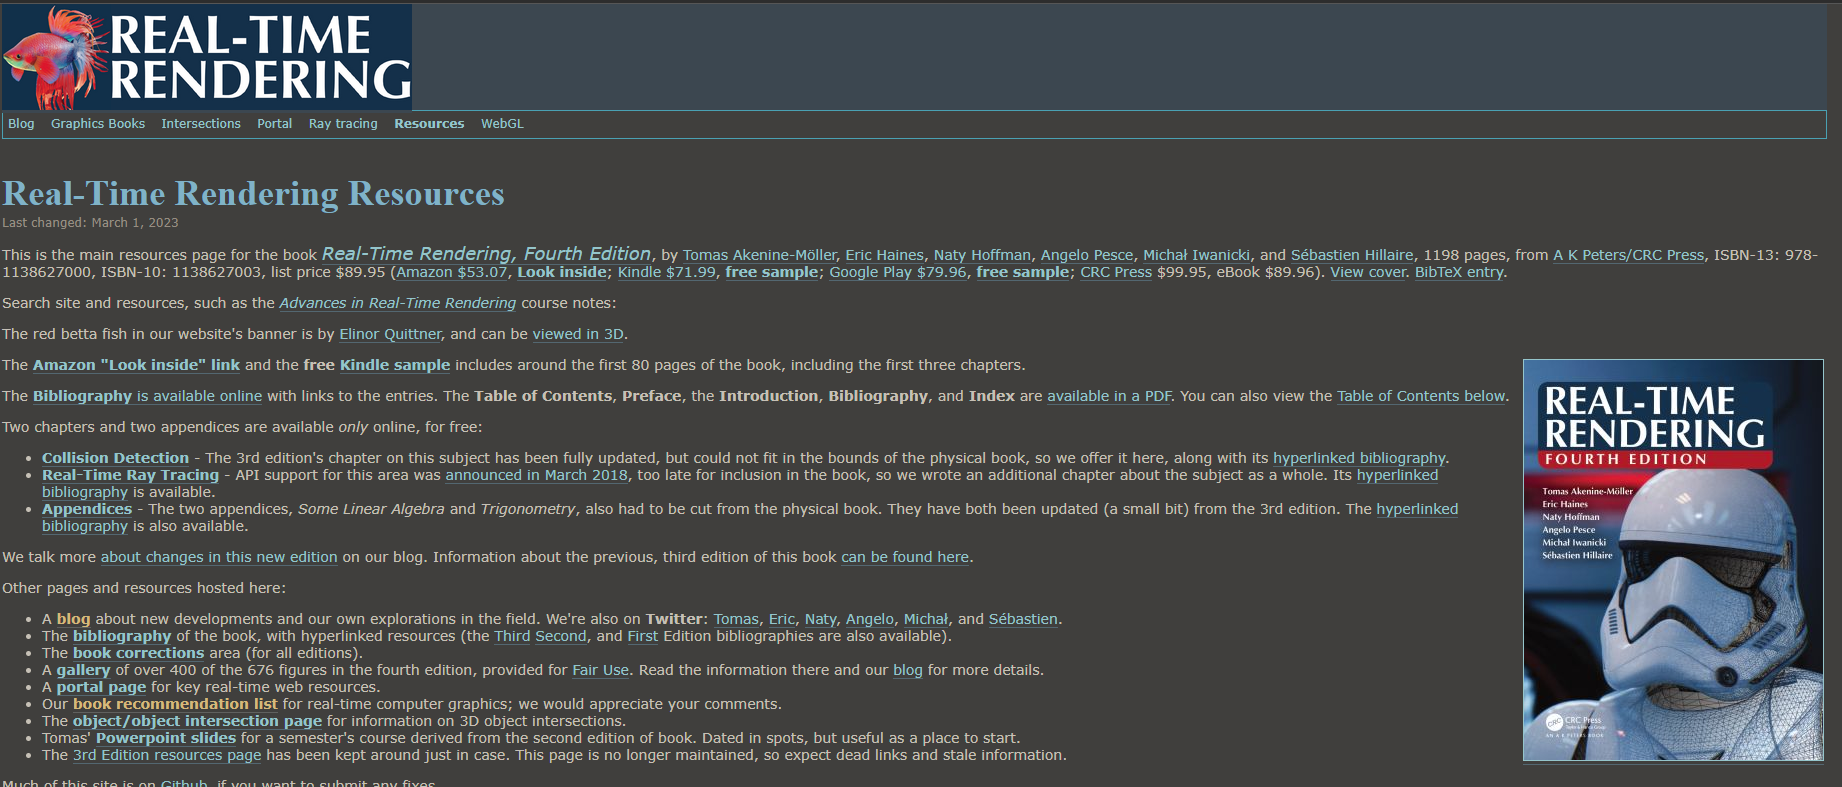 REAL-TIME
RENDERING
Blog Graphics Books Intersections Portal Ray tracing Resources WebGL
Real-Time Rendering Resources
Last changed: March 1, 2023
This is the main resources page for the book Real-Time Rendering, Fourth Edition, by Tomas Akenine-Möller, Eric Haines, Naty Hoffman, Angelo Pesce, Michał Iwanicki, and Sébastien Hillaire, 1198 pages, from A K Peters/CRC Press, ISBN-13: 978-
1138627000, ISBN-10: 1138627003, list price $89.95 (Amazon $53.07, Look inside; Kindle $71.99, free sample; Google Play $79.96, free sample; CRC Press $99.95, eBook $89.96). View cover. BibTeX entry.
Search site and resources, such as the Advances in Real-Time Rendering course notes:
The red betta fish in our website's banner is by Elinor Quittner, and can be viewed in 3D.
The Amazon "Look inside" link and the free Kindle sample includes around the first 80 pages of the book, including the first three chapters.
The Bibliography is available online with links to the entries. The Table of Contents, Preface, the Introduction, Bibliography, and Index are available in a PDF. You can also view the Table of Contents below.
Two chapters and two appendices are available only online, for free:
• Collision Detection - The 3rd edition's chapter on this subject has been fully updated, but could not fit in the bounds of the physical book, so we offer it here, along with its hyperlinked bibliography.
• Real-Time Ray Tracing - API support for this area was announced in March 2018, too late for inclusion in the book, so we wrote an additional chapter about the subject as a whole. Its hyperlinked
bibliography is available.
• Appendices - The two appendices, Some Linear Algebra and Trigonometry, also had to be cut from the physical book. They have both been updated (a small bit) from the 3rd edition. The hyperlinked
bibliography is also available.
We talk more about changes in this new edition on our blog. Information about the previous, third edition of this book can be found here.
Other pages and resources hosted here:
• A blog about new developments and our own explorations in the field. We're also on Twitter: Tomas, Eric, Naty, Angelo, Michał, and Sébastien.
• The bibliography of the book, with hyperlinked resources (the Third Second, and First Edition bibliographies are also available).
• The book corrections area (for all editions).
• A gallery of over 400 of the 676 figures in the fourth edition, provided for Fair Use. Read the information there and our blog for more details.
• A portal page for key real-time web resources.
• Our book recommendation list for real-time computer graphics; we would appreciate your comments.
• The object/object intersection page for information on 3D object intersections.
• Tomas' Powerpoint slides for a semester's course derived from the second edition of book. Dated in spots, but useful as a place to start.
• The 3rd Edition resources page has been kept around just in case. This page is no longer maintained, so expect dead links and stale information.
Much of this site is on Github, if you want to submit any fixes.
REAL-TIME
RENDERING
FOURTH EDITION
Tomas Akenine-Möller
Eric Haines
Naty Hoffman
Angelo Pesce
Michał Iwanicki
Sébastien Hillaire
CRC CRC Press
AN A K PETERS BOOK